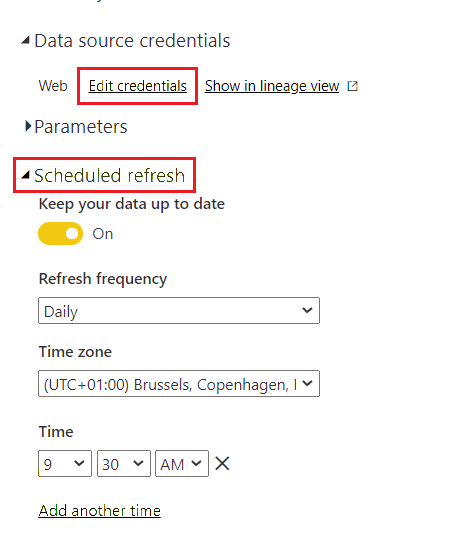 Data source credentials
Web Edit credentials Show in lineage view
Parameters
Scheduled refresh
Keep your data up to date
On
Refresh frequency
Daily
Time zone
(UTC+01:00) Brussels, Copenhagen,
Time
9 30 AM
Add another time